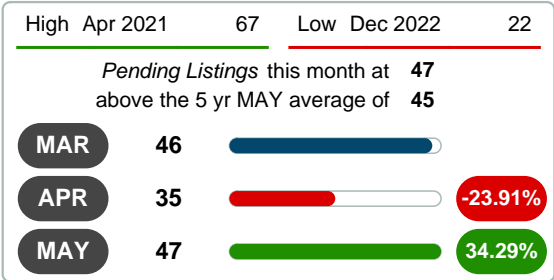 High Apr 2021 67 Low Dec 2022 22
Pending Listings this month at 47
above the 5 yr MAY average of 45
MAR 46
APR 35 -23.91%
MAY 47 34.29%